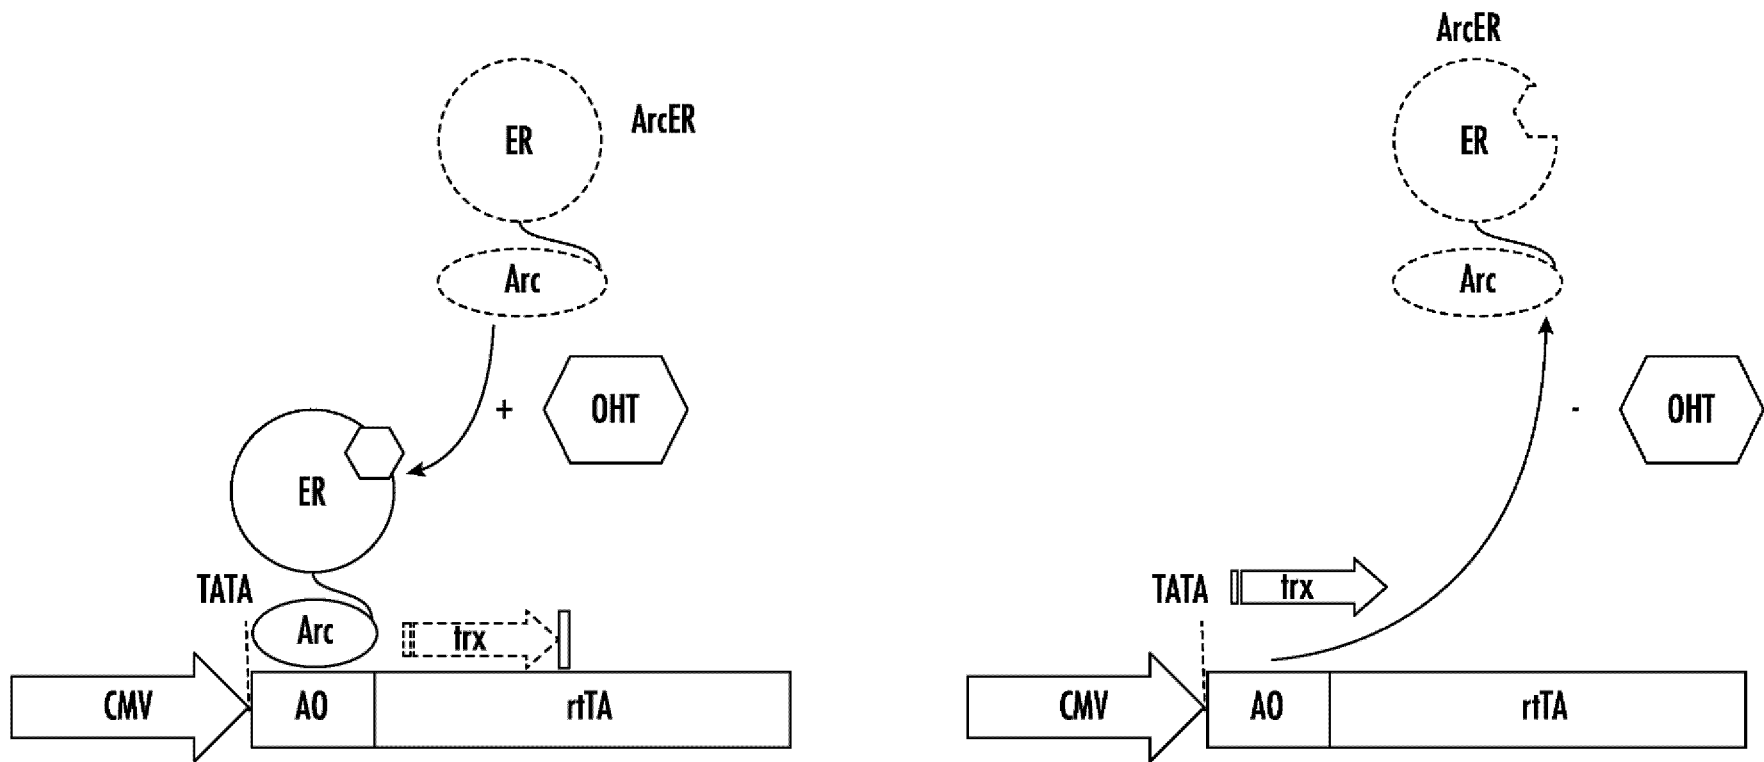 ER
ArcER
Arc
+
OHT
ER
TATA
Arc
trx
CMV
AO
rtTA
ArcER
ER
Arc
-
OHT
TATA
trx
CMV
AO
rtTA